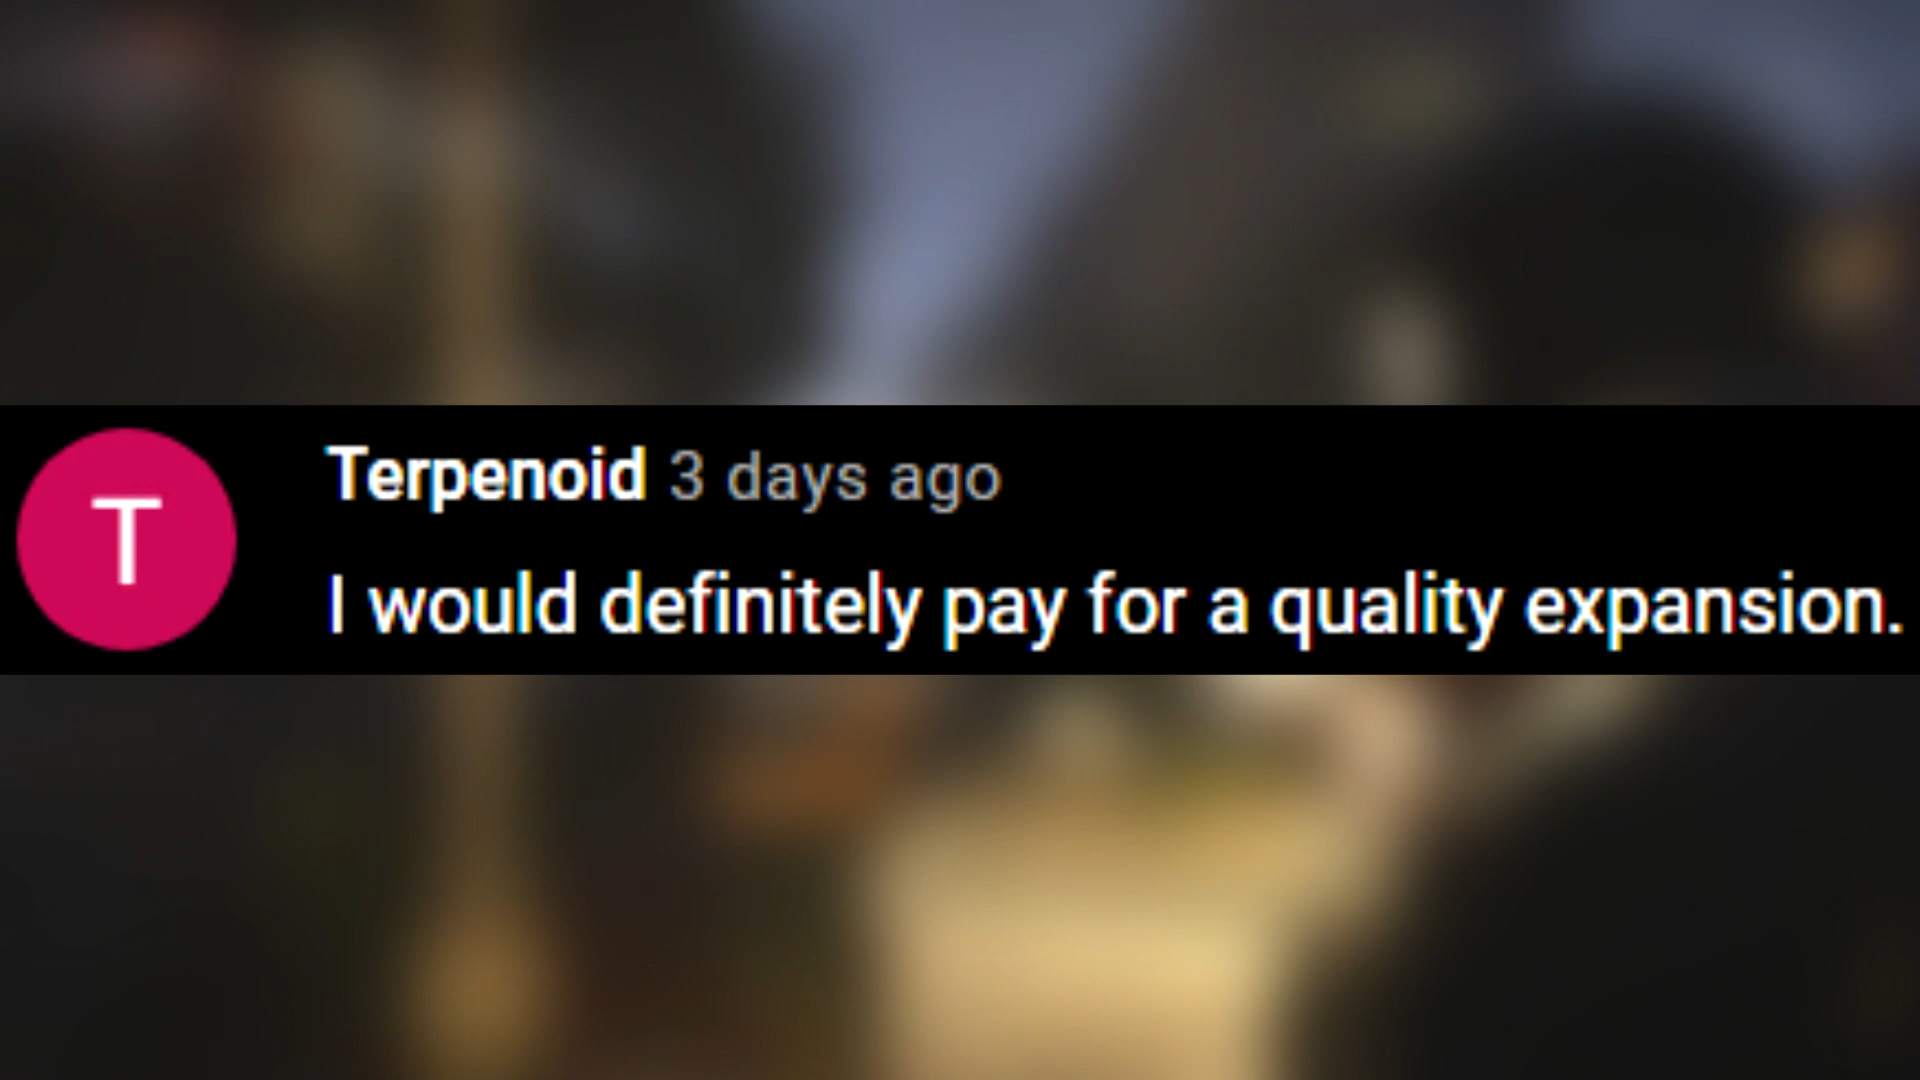 T
Terpenoid 3 days ago
I would definitely pay for a quality expansion.